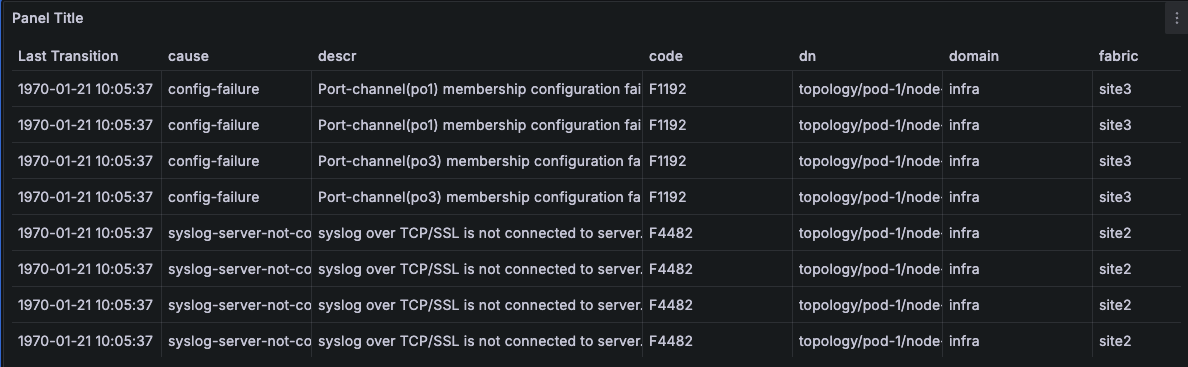 Panel Title
Last Transition cause descr code dn domain fabric
1970-01-21 10:05:37 config-failure Port-channel(po1) membership configuration fai F1192 topology/pod-1/node- infra site3
1970-01-21 10:05:37 config-failure Port-channel(po1) membership configuration fai F1192 topology/pod-1/node- infra site3
1970-01-21 10:05:37 config-failure Port-channel(po3) membership configuration fa F1192 topology/pod-1/node- infra site3
1970-01-21 10:05:37 config-failure Port-channel(po3) membership configuration fa F1192 topology/pod-1/node- infra site3
1970-01-21 10:05:37 syslog-server-not-co syslog over TCP/SSL is not connected to server. F4482 topology/pod-1/node- infra site2
1970-01-21 10:05:37 syslog-server-not-co syslog over TCP/SSL is not connected to server. F4482 topology/pod-1/node- infra site2
1970-01-21 10:05:37 syslog-server-not-co syslog over TCP/SSL is not connected to server. F4482 topology/pod-1/node- infra site2
1970-01-21 10:05:37 syslog-server-not-co syslog over TCP/SSL is not connected to server. F4482 topology/pod-1/node- infra site2